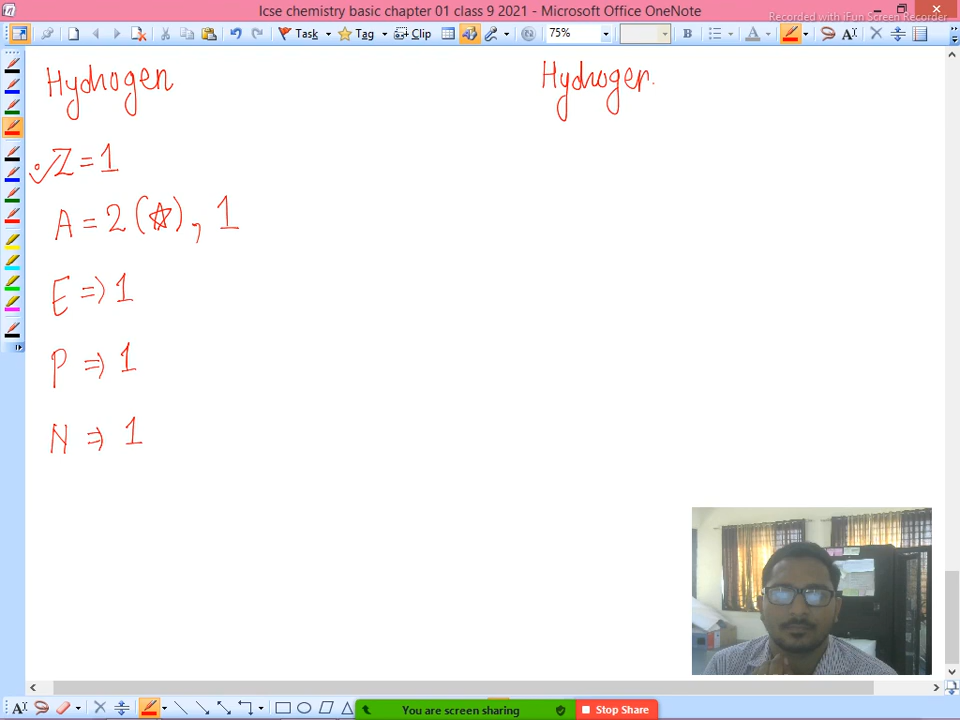 Icse chemistry basic chapter 01 class 9 2021 - Microsoft Office OneNote
Recorded with iFun Screen Recorder
Task Tag Clip 75% B A
Hydrogen Hydrogen
Z = 1
A = 2 (☆), 1
E => 1
P => 1
N => 1
You are screen sharing Stop Share